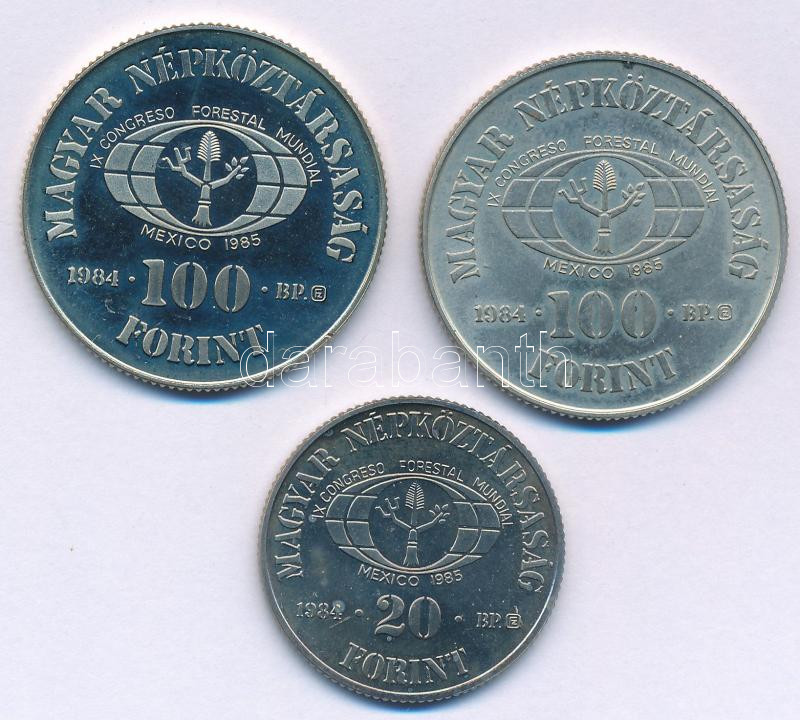 MAGYAR NÉPKÖZTÁRSASÁG
IX CONGRESO FORESTAL MUNDIAL
MEXICO 1985
1984 · 100 · BP.
FORINT
MAGYAR NÉPKÖZTÁRSASÁG
IX CONGRESO FORESTAL MUNDIAL
MEXICO 1985
1984 · 100 · BP.
FORINT
darabanth
MAGYAR NÉPKÖZTÁRSASÁG
IX CONGRESO FORESTAL MUNDIAL
MEXICO 1985
1984 · 20 · BP.
FORINT